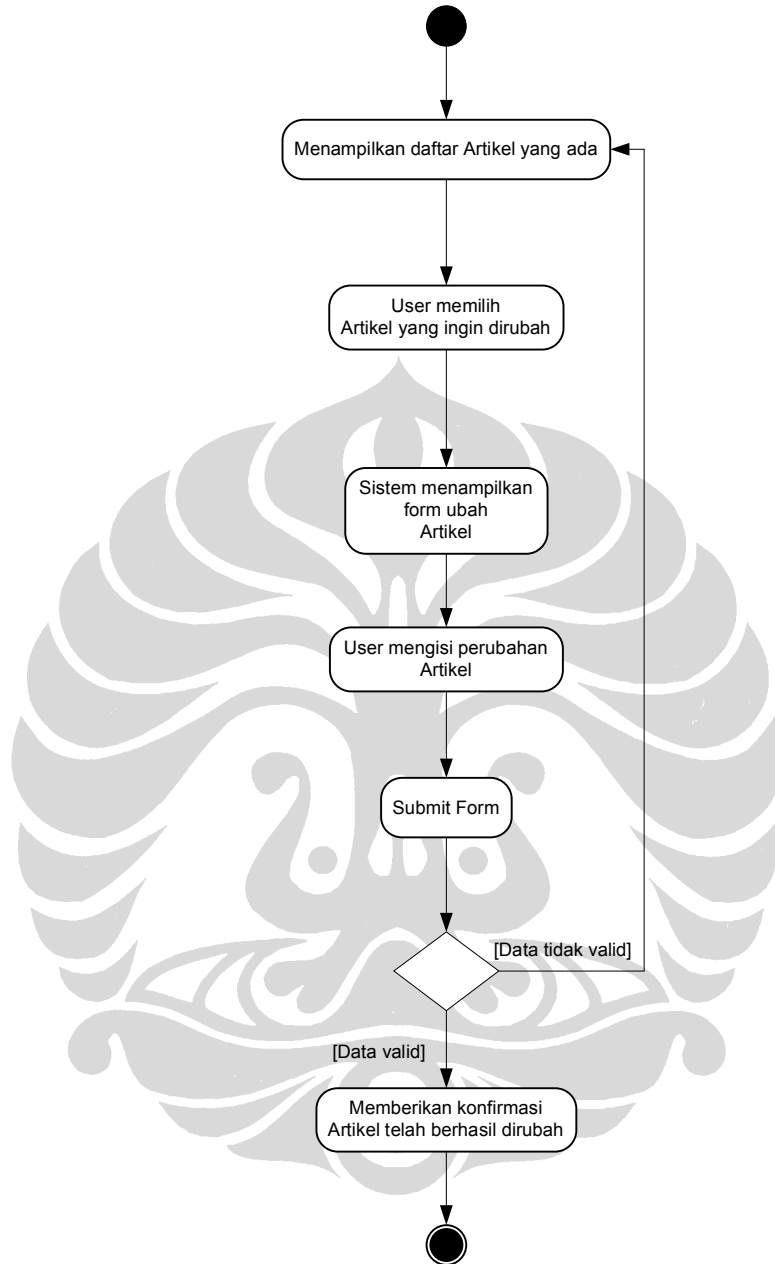 Menampilkan daftar Artikel yang ada
User memilih
Artikel yang ingin dirubah
Sistem menampilkan
form ubah
Artikel
User mengisi perubahan
Artikel
Submit Form
[Data tidak valid]
[Data valid]
Memberikan konfirmasi
Artikel telah berhasil dirubah